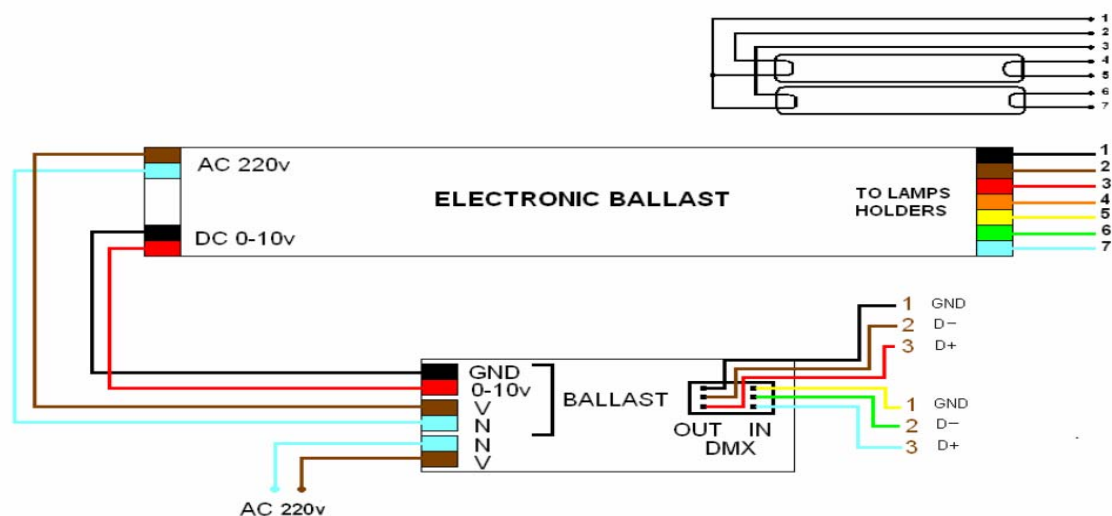 1
2
3
4
5
6
7
AC 220v
ELECTRONIC BALLAST
TO LAMPS
HOLDERS
DC 0-10v
1
2
3
4
5
6
7
1 GND
2 D-
3 D+
GND
0-10v
V
N
N
V
BALLAST
OUT IN
DMX
1 GND
2 D-
3 D+
AC 220v